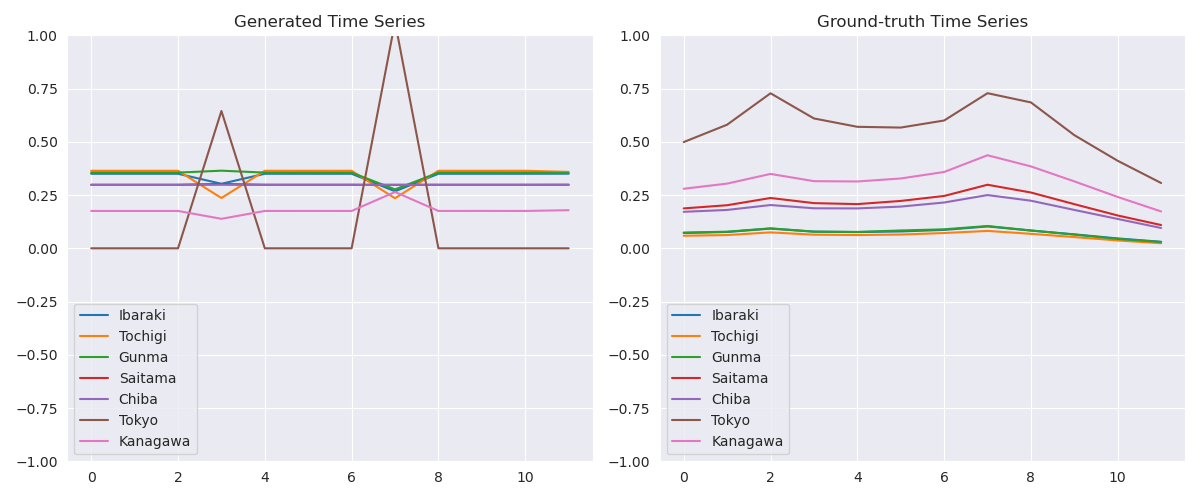 Generated Time Series
1.00
0.75
0.50
0.25
0.00
−0.25
−0.50
−0.75
−1.00
0 2 4 6 8 10
Ibaraki
Tochigi
Gunma
Saitama
Chiba
Tokyo
Kanagawa
Ground-truth Time Series
1.00
0.75
0.50
0.25
0.00
−0.25
−0.50
−0.75
−1.00
0 2 4 6 8 10
Ibaraki
Tochigi
Gunma
Saitama
Chiba
Tokyo
Kanagawa